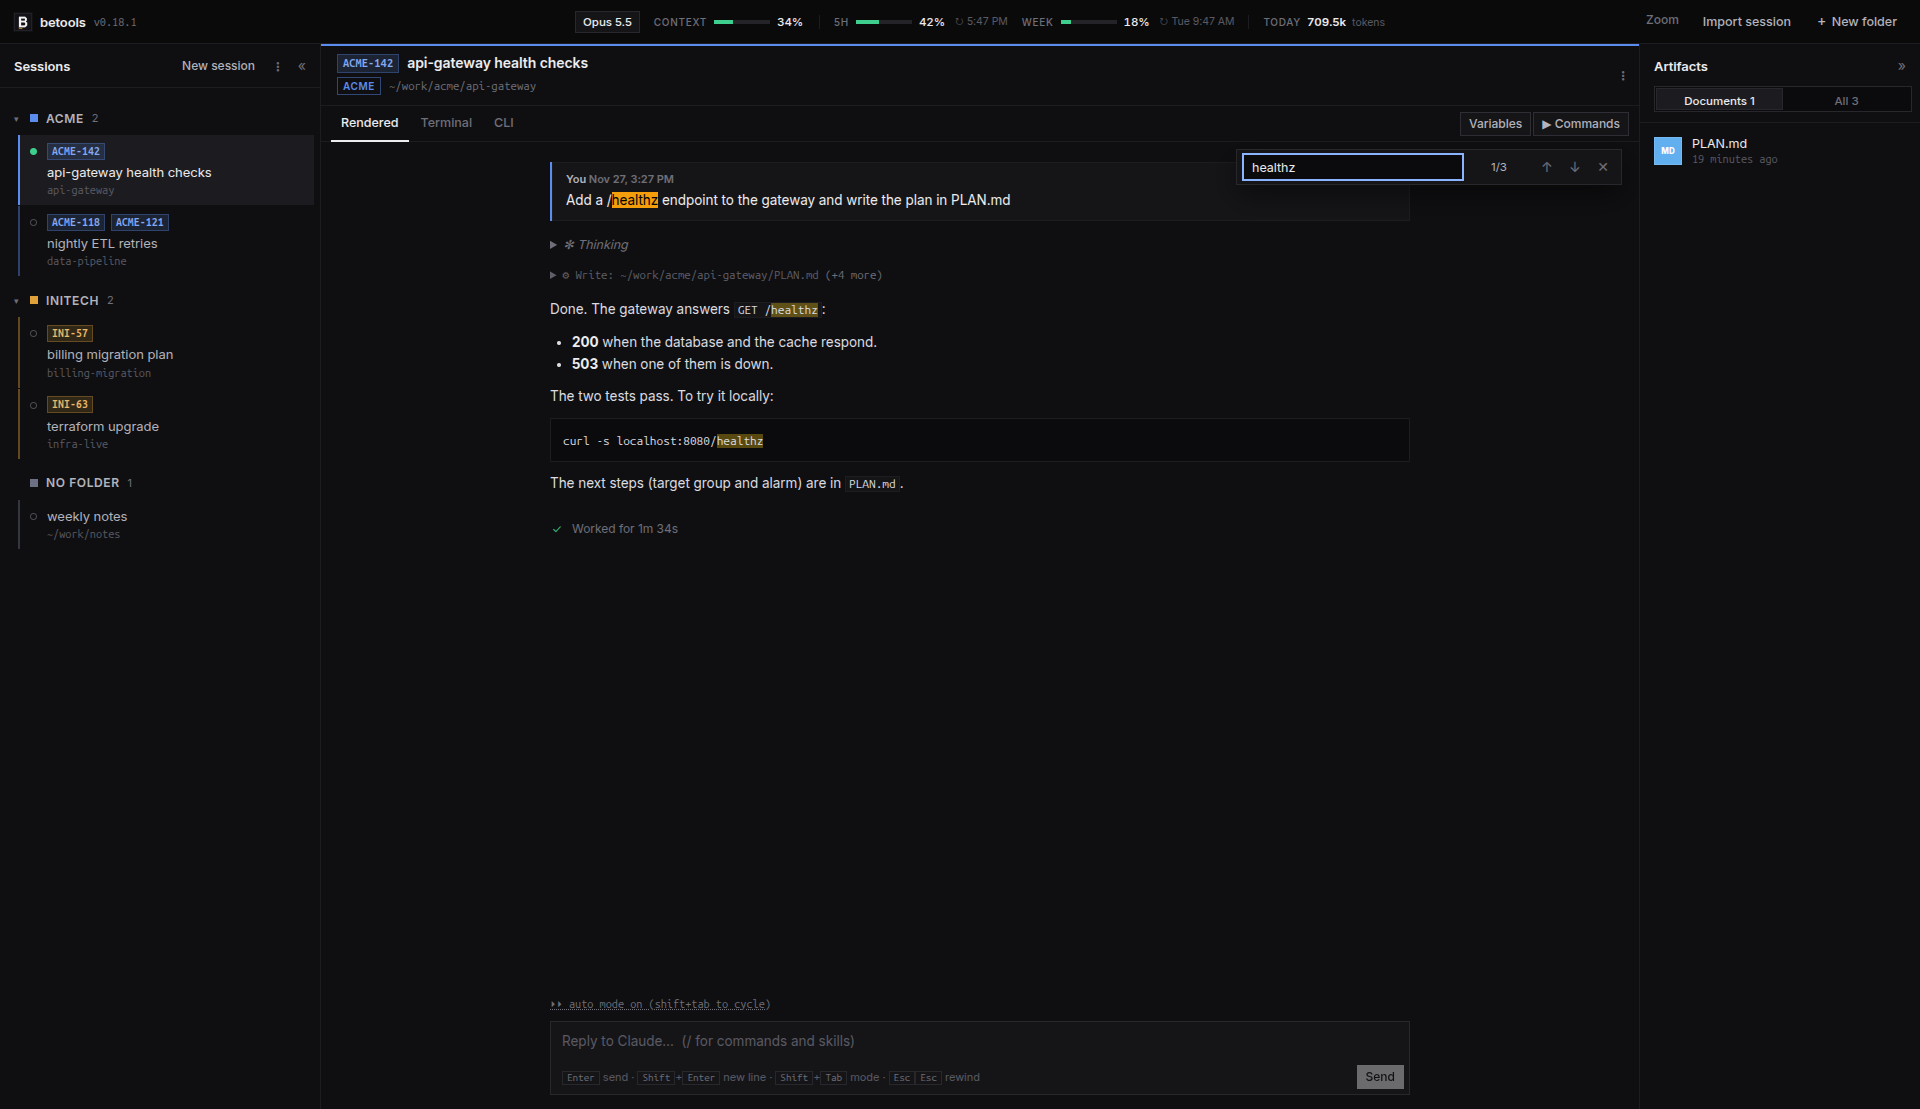 betools v0.18.1
Opus 5.5 CONTEXT 34% 5H 42% ↻ 5:47 PM WEEK 18% ↻ Tue 9:47 AM TODAY 709.5k tokens
Zoom Import session + New folder
Sessions New session ⋮ «
▾ ACME 2
ACME-142
api-gateway health checks
api-gateway
ACME-118 ACME-121
nightly ETL retries
data-pipeline
▾ INITECH 2
INI-57
billing migration plan
billing-migration
INI-63
terraform upgrade
infra-live
NO FOLDER 1
weekly notes
~/work/notes
ACME-142 api-gateway health checks
ACME ~/work/acme/api-gateway
Rendered Terminal CLI
Variables ▶ Commands
healthz 1/3 ↑ ↓ ✕
You Nov 27, 3:27 PM
Add a /healthz endpoint to the gateway and write the plan in PLAN.md
▶ ✻ Thinking
▶ ⚙ Write: ~/work/acme/api-gateway/PLAN.md (+4 more)
Done. The gateway answers GET /healthz :
• 200 when the database and the cache respond.
• 503 when one of them is down.
The two tests pass. To try it locally:
curl -s localhost:8080/healthz
The next steps (target group and alarm) are in PLAN.md .
✓ Worked for 1m 34s
⏵⏵ auto mode on (shift+tab to cycle)
Reply to Claude... (/ for commands and skills)
Enter send · Shift+Enter new line · Shift+Tab mode · Esc Esc rewind
Send
Artifacts »
Documents 1 All 3
MD PLAN.md
19 minutes ago